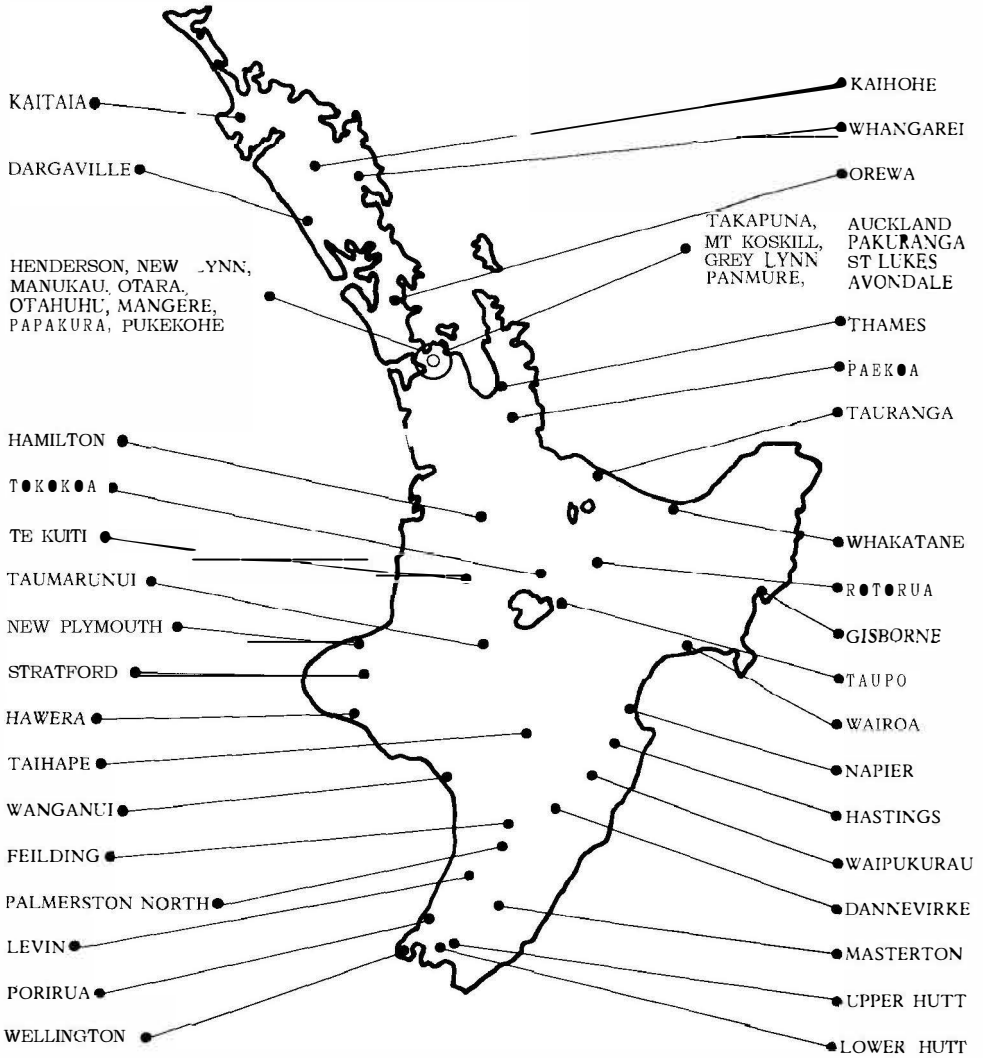 KAITAIA
DARGAVILLE
HENDERSON, NEW LYNN,
MANUKAU, OTARA,
OTAHUHU, MANGERE,
PAPAKURA, PUKEKOHE
HAMILTON
TOKOKOA
TE KUITI
TAUMARUNUI
NEW PLYMOUTH
STRATFORD
HAWERA
TAIHAPE
WANGANUI
FEILDING
PALMERSTON NORTH
LEVIN
PORIRUA
WELLINGTON
KAIHOHE
WHANGAREI
OREWA
TAKAPUNA, AUCKLAND
MT KOSKILL, PAKURANGA
GREY LYNN ST LUKES
PANMURE, AVONDALE
THAMES
PAEKOA
TAURANGA
WHAKATANE
ROTORUA
GISBORNE
TAUPO
WAIROA
NAPIER
HASTINGS
WAIPUKURAU
DANNEVIRKE
MASTERTON
UPPER HUTT
LOWER HUTT